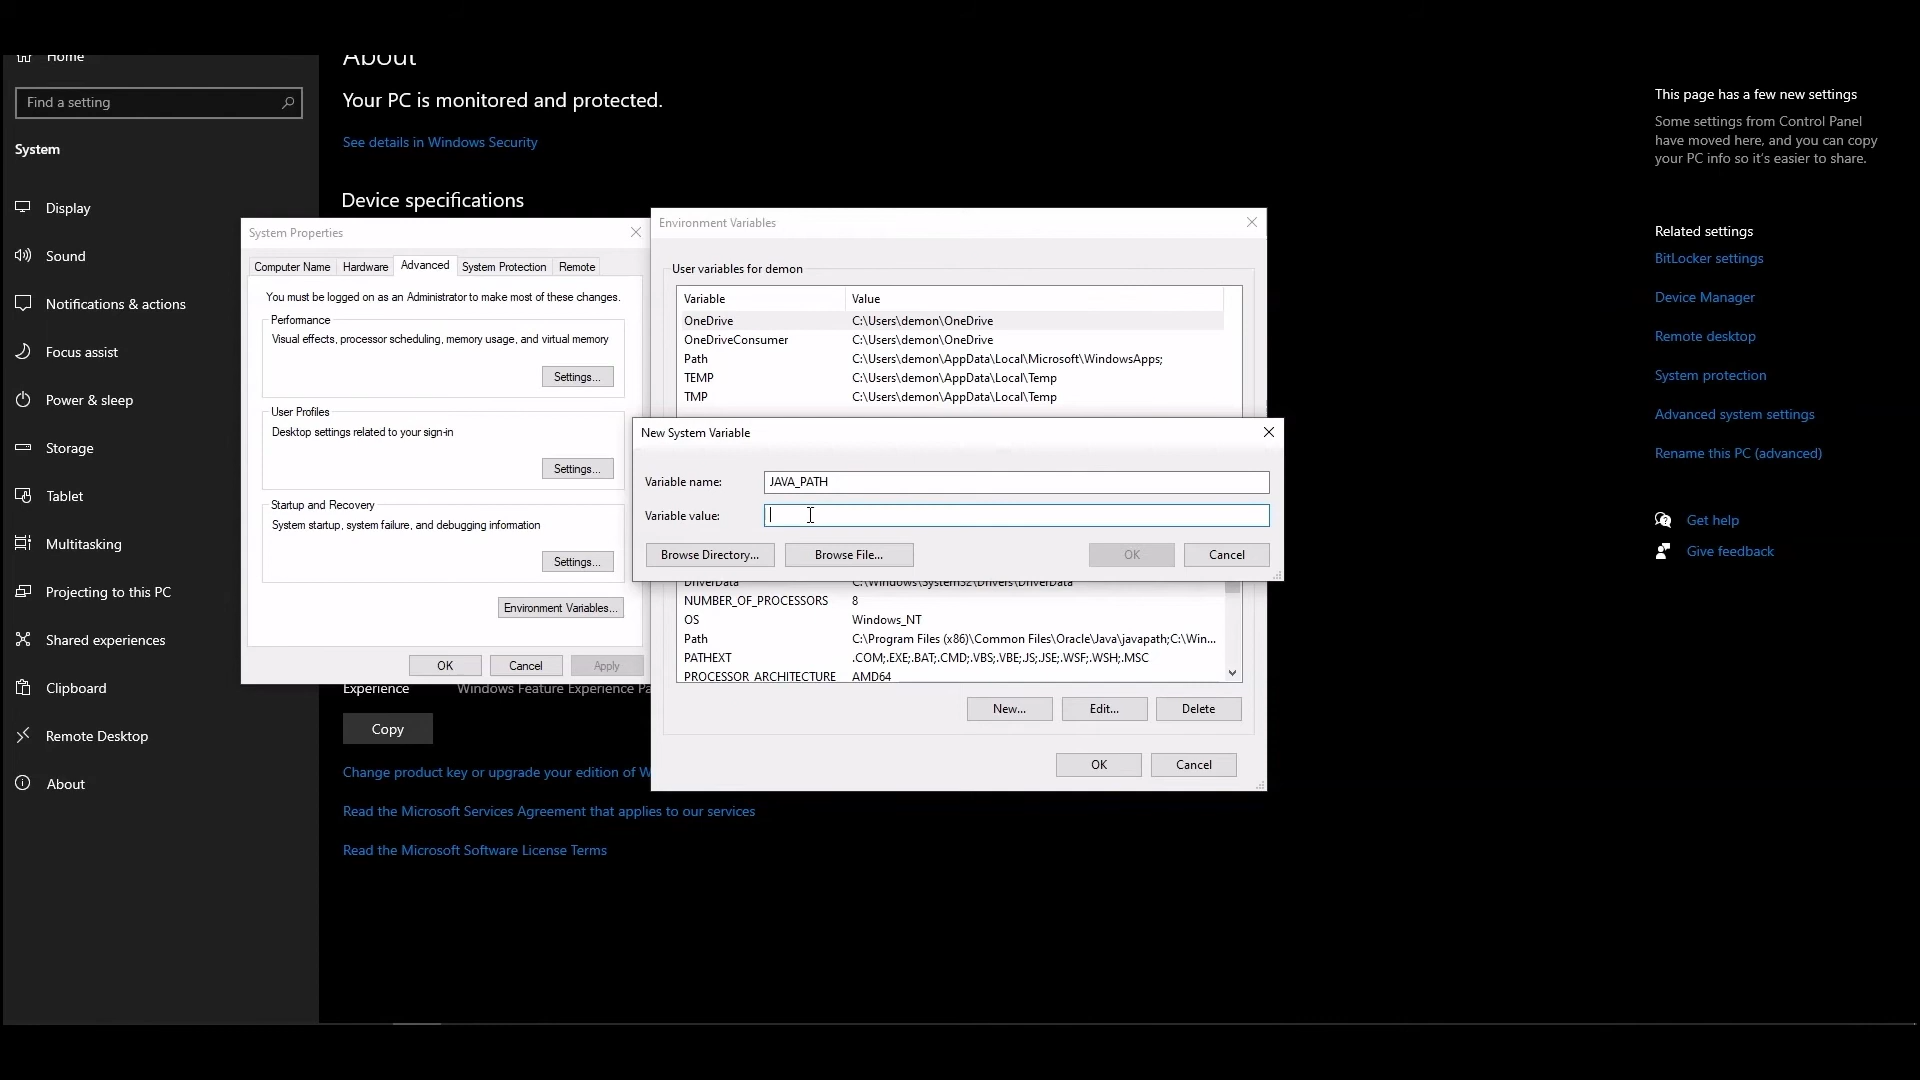 Home
Find a setting
System
Display
Sound
Notifications & actions
Focus assist
Power & sleep
Storage
Tablet
Multitasking
Projecting to this PC
Shared experiences
Clipboard
Remote Desktop
About
About
Your PC is monitored and protected.
See details in Windows Security
Device specifications
System Properties
Computer Name
Hardware
Advanced
System Protection
Remote
You must be logged on as an Administrator to make most of these changes.
Performance
Visual effects, processor scheduling, memory usage, and virtual memory
Settings...
User Profiles
Desktop settings related to your sign-in
Settings...
Startup and Recovery
System startup, system failure, and debugging information
Settings...
Environment Variables...
OK
Cancel
Apply
Experience Windows Feature Experience Pa
Copy
Change product key or upgrade your edition of W
Read the Microsoft Services Agreement that applies to our services
Read the Microsoft Software License Terms
Environment Variables
User variables for demon
Variable Value
OneDrive C:\Users\demon\OneDrive
OneDriveConsumer C:\Users\demon\OneDrive
Path C:\Users\demon\AppData\Local\Microsoft\WindowsApps;
TEMP C:\Users\demon\AppData\Local\Temp
TMP C:\Users\demon\AppData\Local\Temp
New System Variable
Variable name: JAVA_PATH
Variable value:
Browse Directory...
Browse File...
OK
Cancel
DriverData C:\Windows\System32\Drivers\DriverData
NUMBER_OF_PROCESSORS 8
OS Windows_NT
Path C:\Program Files (x86)\Common Files\Oracle\Java\javapath;C:\Win...
PATHEXT .COM;.EXE;.BAT;.CMD;.VBS;.VBE;.JS;.JSE;.WSF;.WSH;.MSC
PROCESSOR_ARCHITECTURE AMD64
New...
Edit...
Delete
OK
Cancel
This page has a few new settings
Some settings from Control Panel
have moved here, and you can copy
your PC info so it's easier to share.
Related settings
BitLocker settings
Device Manager
Remote desktop
System protection
Advanced system settings
Rename this PC (advanced)
Get help
Give feedback